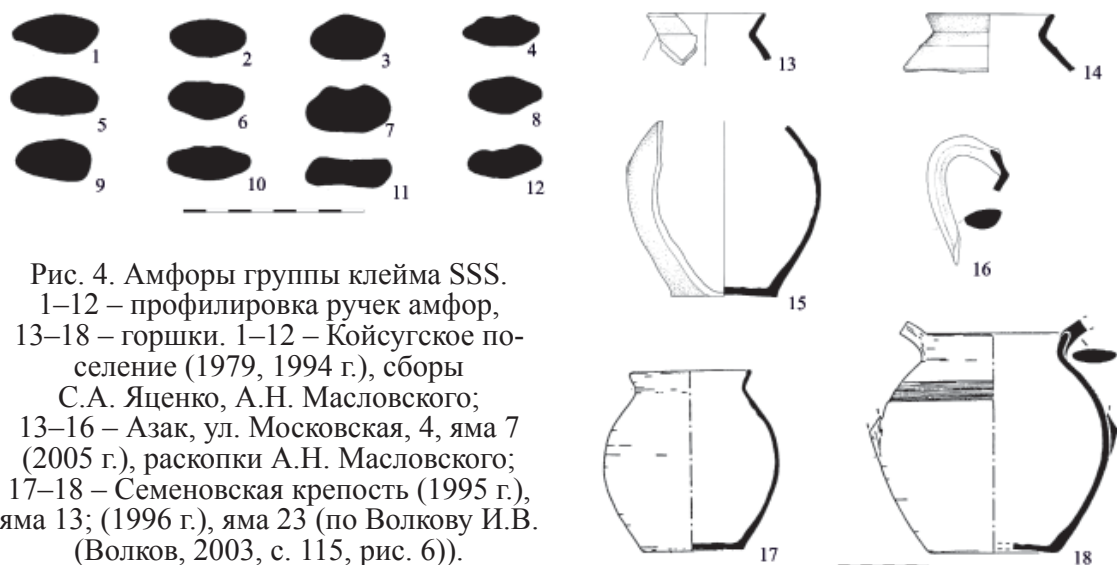 1 2 3 4
5 6 7 8
9 10 11 12
13 14
15 16
17 18
Рис. 4. Амфоры группы клейма SSS.
1–12 – профилировка ручек амфор,
13–18 – горшки. 1–12 – Койсугское по-
селение (1979, 1994 г.), сборы
С.А. Яценко, А.Н. Масловского;
13–16 – Азак, ул. Московская, 4, яма 7
(2005 г.), раскопки А.Н. Масловского;
17–18 – Семеновская крепость (1995 г.),
яма 13; (1996 г.), яма 23 (по Волкову И.В.
(Волков, 2003, с. 115, рис. 6)).